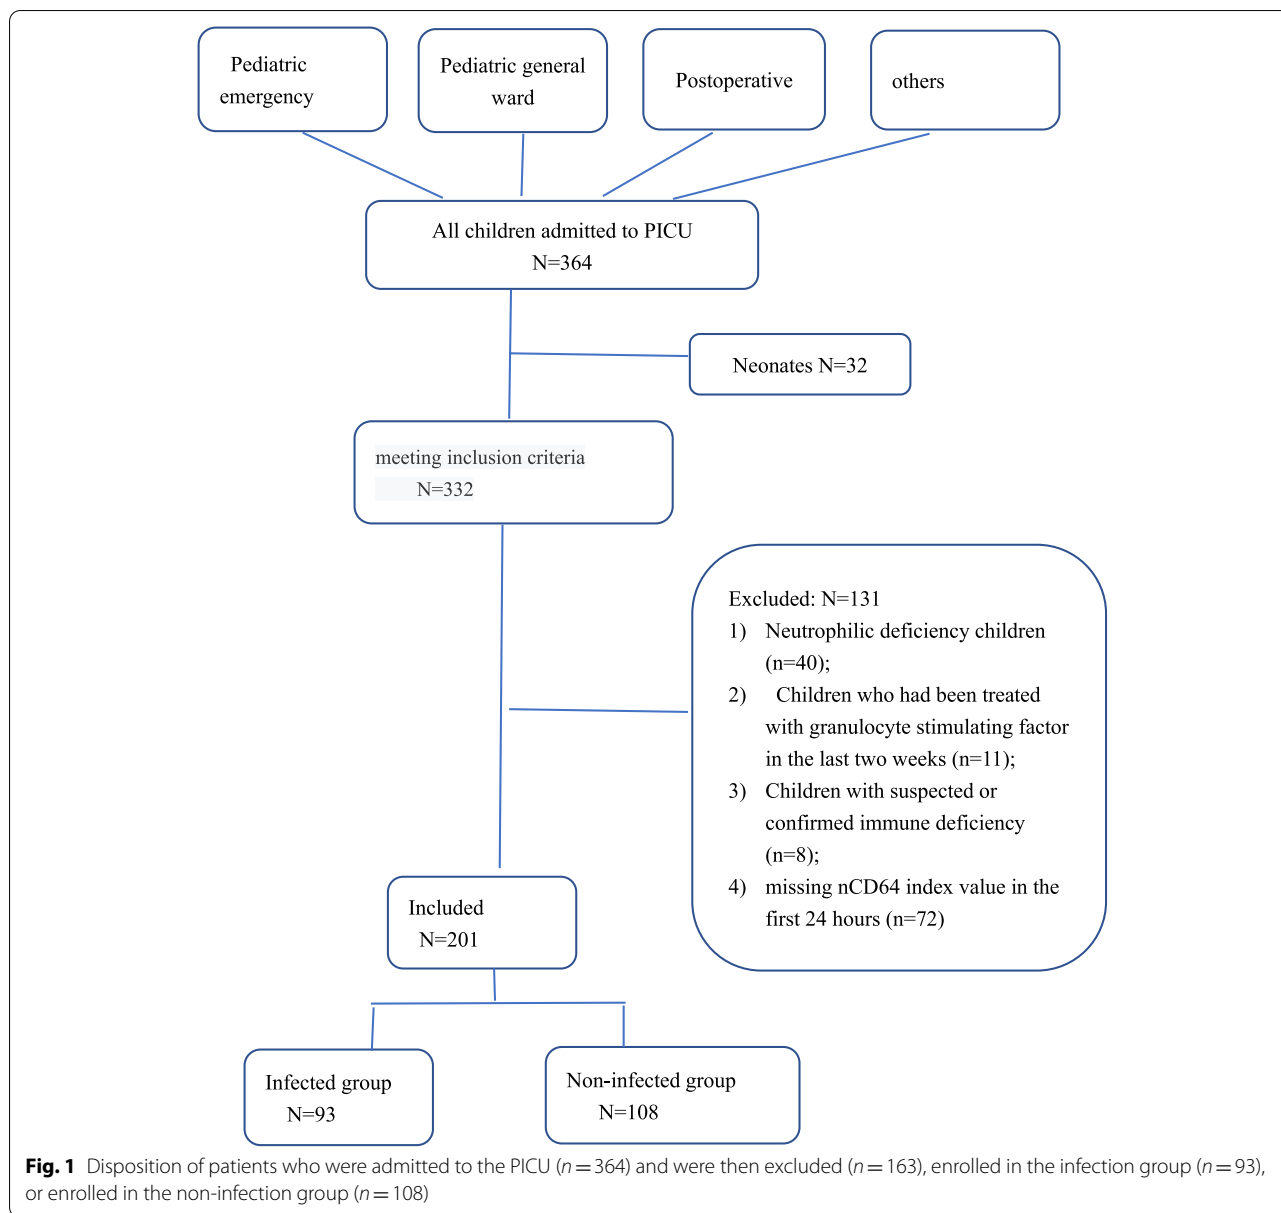 Pediatric
emergency
Pediatric general
ward
Postoperative
others
All children admitted to PICU
N=364
Neonates N=32
meeting inclusion criteria
N=332
Excluded: N=131
1) Neutrophilic deficiency children
(n=40);
2) Children who had been treated
with granulocyte stimulating factor
in the last two weeks (n=11);
3) Children with suspected or
confirmed immune deficiency
(n=8);
4) missing nCD64 index value in the
first 24 hours (n=72)
Included
N=201
Infected group
N=93
Non-infected group
N=108
Fig. 1 Disposition of patients who were admitted to the PICU (n = 364) and were then excluded (n = 163), enrolled in the infection group (n = 93),
or enrolled in the non-infection group (n = 108)